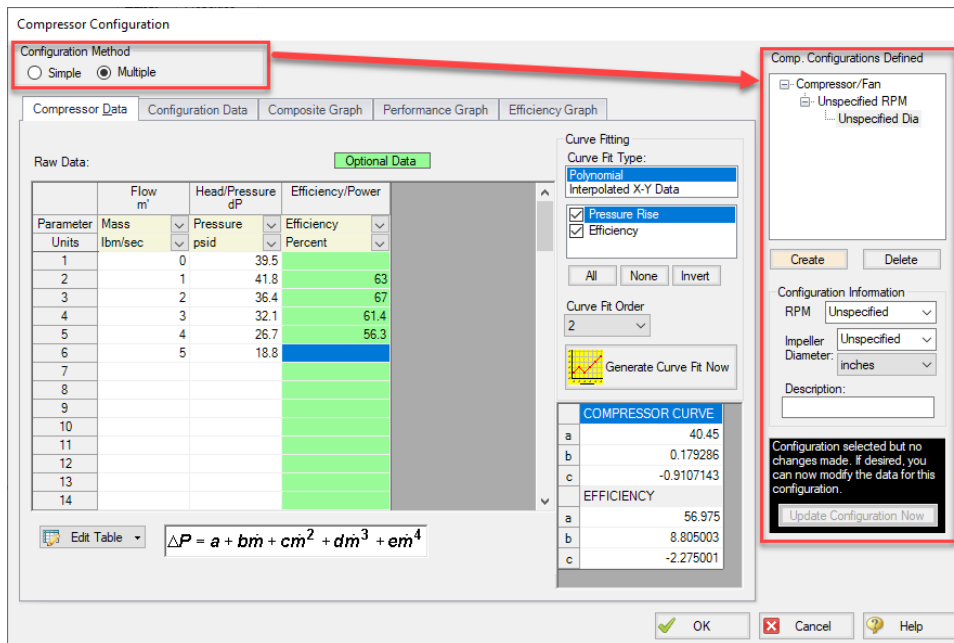 Compressor Configuration
Configuration Method
Simple Multiple
Compressor Data Configuration Data Composite Graph Performance Graph Efficiency Graph
Raw Data: Optional Data
Flow Head/Pressure Efficiency/Power
m' dP
Parameter Mass Pressure Efficiency
Units lbm/sec psid Percent
1 0 39.5
2 1 41.8 63
3 2 36.4 67
4 3 32.1 61.4
5 4 26.7 56.3
6 5 18.8
7
8
9
10
11
12
13
14
Edit Table
ΔP = a + bṁ + cṁ² + dṁ³ + eṁ⁴
Curve Fitting
Curve Fit Type:
Polynomial
Interpolated X-Y Data
Pressure Rise
Efficiency
All None Invert
Curve Fit Order
2
Generate Curve Fit Now
COMPRESSOR CURVE
a 40.45
b 0.179286
c -0.9107143
EFFICIENCY
a 56.975
b 8.805003
c -2.275001
Comp. Configurations Defined
Compressor/Fan
Unspecified RPM
Unspecified Dia
Create Delete
Configuration Information
RPM Unspecified
Impeller Unspecified
Diameter: inches
Description:
Configuration selected but no
changes made. If desired, you
can now modify the data for this
configuration.
Update Configuration Now
OK Cancel Help